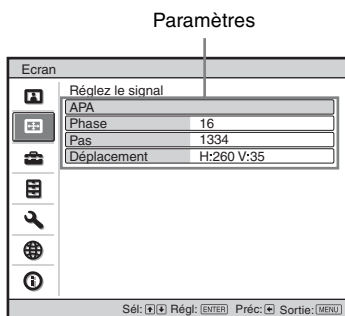 Paramètres
Ecran
Réglez le signal
APA
Phase 16
Pas 1334
Déplacement H:260 V:35
Sél: Régl: ENTER Préc: Sortie: MENU